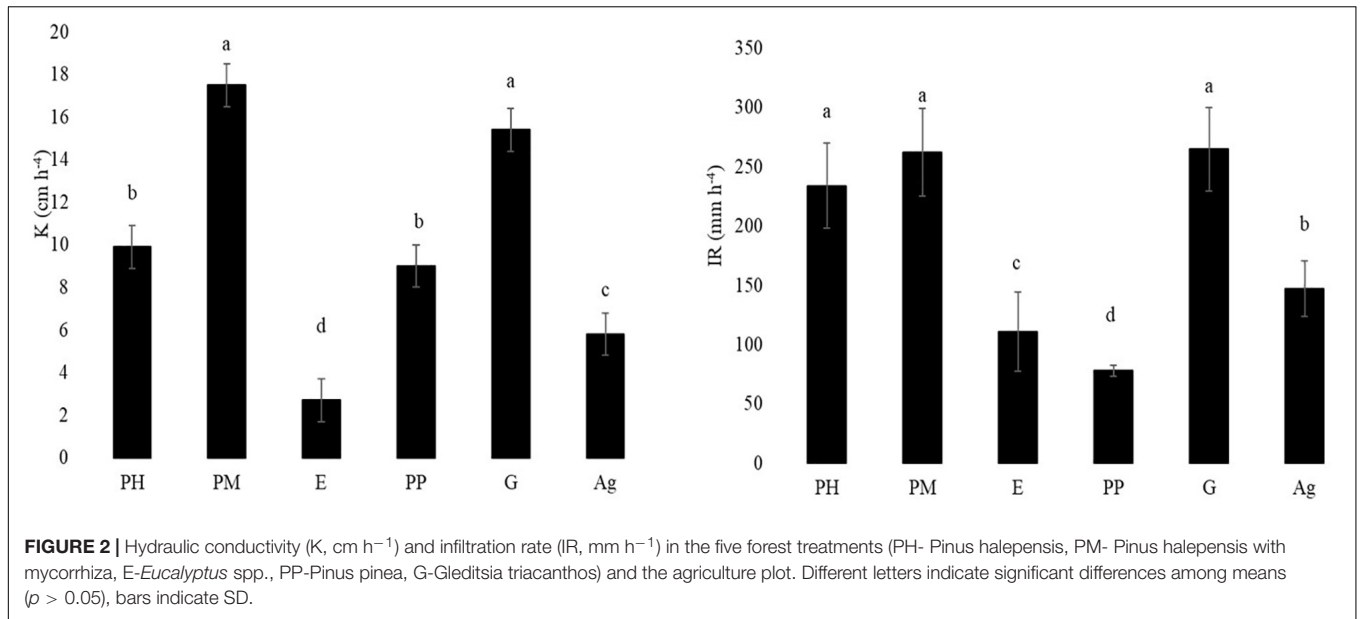 20
18
16
14
12
10
8
6
4
2
0
K (cm h⁻⁴)
a
b
d
b
a
c
PH PM E PP G Ag
350
300
250
200
150
100
50
0
IR (mm h⁻⁴)
a
a
c
d
a
b
PH PM E PP G Ag
FIGURE 2 | Hydraulic conductivity (K, cm h⁻¹) and infiltration rate (IR, mm h⁻¹) in the five forest treatments (PH- Pinus halepensis, PM- Pinus halepensis with
mycorrhiza, E-Eucalyptus spp., PP-Pinus pinea, G-Gleditsia triacanthos) and the agriculture plot. Different letters indicate significant differences among means
(p > 0.05), bars indicate SD.